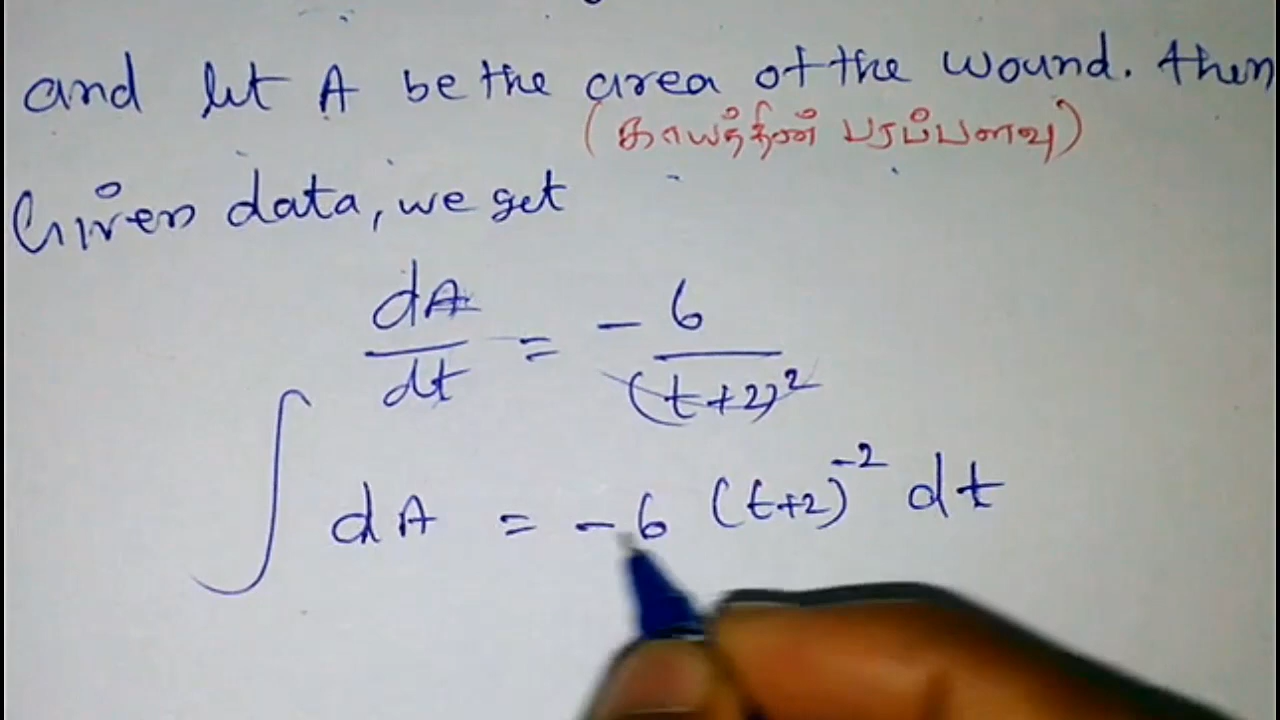 and let A be the area of the wound. then
(காயத்தின் பரப்பளவு)
Given data, we get
dA/dt = -6/(t+2)²
∫ dA = -6 (t+2)⁻² dt